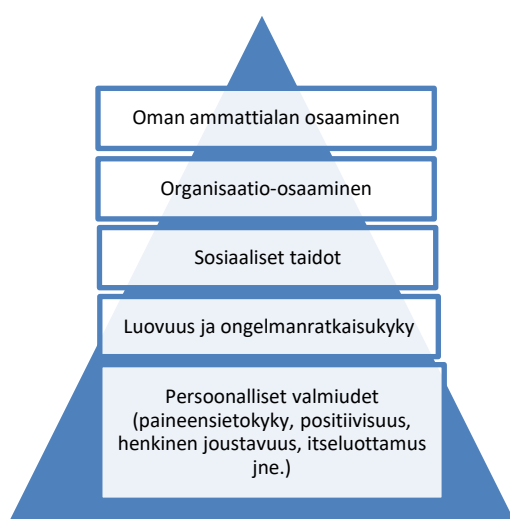 Oman ammattialan osaaminen
Organisaatio-osaaminen
Sosiaaliset taidot
Luovuus ja ongelmanratkaisukyky
Persoonalliset valmiudet
(paineensietokyky, positiivisuus,
henkinen joustavuus, itseluottamus
jne.)